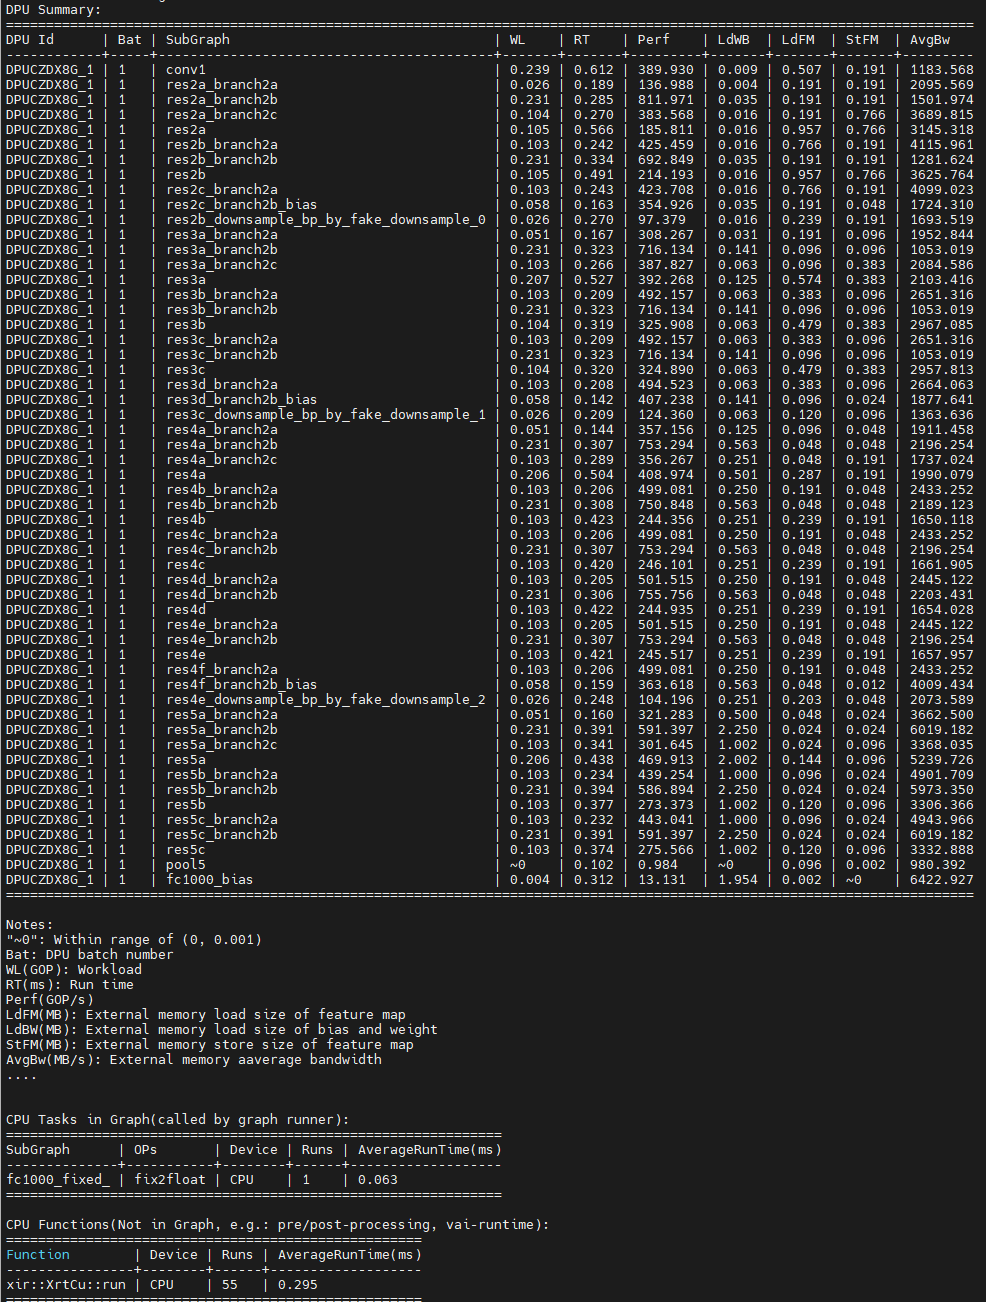 DPU Summary:
=========================================================================================================================
DPU Id      | Bat | SubGraph                                | WL    | RT    | Perf    | LdWB  | LdFM  | StFM  | AvgBw
------------+-----+-----------------------------------------+-------+-------+---------+-------+-------+-------+---------
DPUCZDX8G_1 | 1   | conv1                                   | 0.239 | 0.612 | 389.930 | 0.009 | 0.507 | 0.191 | 1183.568
DPUCZDX8G_1 | 1   | res2a_branch2a                          | 0.026 | 0.189 | 136.988 | 0.004 | 0.191 | 0.191 | 2095.569
DPUCZDX8G_1 | 1   | res2a_branch2b                          | 0.231 | 0.285 | 811.971 | 0.035 | 0.191 | 0.191 | 1501.974
DPUCZDX8G_1 | 1   | res2a_branch2c                          | 0.104 | 0.270 | 383.568 | 0.016 | 0.191 | 0.766 | 3689.815
DPUCZDX8G_1 | 1   | res2a                                   | 0.105 | 0.566 | 185.811 | 0.016 | 0.957 | 0.766 | 3145.318
DPUCZDX8G_1 | 1   | res2b_branch2a                          | 0.103 | 0.242 | 425.459 | 0.016 | 0.766 | 0.191 | 4115.961
DPUCZDX8G_1 | 1   | res2b_branch2b                          | 0.231 | 0.334 | 692.849 | 0.035 | 0.191 | 0.191 | 1281.624
DPUCZDX8G_1 | 1   | res2b                                   | 0.105 | 0.491 | 214.193 | 0.016 | 0.957 | 0.766 | 3625.764
DPUCZDX8G_1 | 1   | res2c_branch2a                          | 0.103 | 0.243 | 423.708 | 0.016 | 0.766 | 0.191 | 4099.023
DPUCZDX8G_1 | 1   | res2c_branch2b_bias                     | 0.058 | 0.163 | 354.926 | 0.035 | 0.191 | 0.048 | 1724.310
DPUCZDX8G_1 | 1   | res2b_downsample_bp_by_fake_downsample_0 | 0.026 | 0.270 | 97.379  | 0.016 | 0.239 | 0.191 | 1693.519
DPUCZDX8G_1 | 1   | res3a_branch2a                          | 0.051 | 0.167 | 308.267 | 0.031 | 0.191 | 0.096 | 1952.844
DPUCZDX8G_1 | 1   | res3a_branch2b                          | 0.231 | 0.323 | 716.134 | 0.141 | 0.096 | 0.096 | 1053.019
DPUCZDX8G_1 | 1   | res3a_branch2c                          | 0.103 | 0.266 | 387.827 | 0.063 | 0.096 | 0.383 | 2084.586
DPUCZDX8G_1 | 1   | res3a                                   | 0.207 | 0.527 | 392.268 | 0.125 | 0.574 | 0.383 | 2103.416
DPUCZDX8G_1 | 1   | res3b_branch2a                          | 0.103 | 0.209 | 492.157 | 0.063 | 0.383 | 0.096 | 2651.316
DPUCZDX8G_1 | 1   | res3b_branch2b                          | 0.231 | 0.323 | 716.134 | 0.141 | 0.096 | 0.096 | 1053.019
DPUCZDX8G_1 | 1   | res3b                                   | 0.104 | 0.319 | 325.908 | 0.063 | 0.479 | 0.383 | 2967.085
DPUCZDX8G_1 | 1   | res3c_branch2a                          | 0.103 | 0.209 | 492.157 | 0.063 | 0.383 | 0.096 | 2651.316
DPUCZDX8G_1 | 1   | res3c_branch2b                          | 0.231 | 0.323 | 716.134 | 0.141 | 0.096 | 0.096 | 1053.019
DPUCZDX8G_1 | 1   | res3c                                   | 0.104 | 0.320 | 324.890 | 0.063 | 0.479 | 0.383 | 2957.813
DPUCZDX8G_1 | 1   | res3d_branch2a                          | 0.103 | 0.208 | 494.523 | 0.063 | 0.383 | 0.096 | 2664.063
DPUCZDX8G_1 | 1   | res3d_branch2b_bias                     | 0.058 | 0.142 | 407.238 | 0.141 | 0.096 | 0.024 | 1877.641
DPUCZDX8G_1 | 1   | res3c_downsample_bp_by_fake_downsample_1 | 0.026 | 0.209 | 124.360 | 0.063 | 0.120 | 0.096 | 1363.636
DPUCZDX8G_1 | 1   | res4a_branch2a                          | 0.051 | 0.144 | 357.156 | 0.125 | 0.096 | 0.048 | 1911.458
DPUCZDX8G_1 | 1   | res4a_branch2b                          | 0.231 | 0.307 | 753.294 | 0.563 | 0.048 | 0.048 | 2196.254
DPUCZDX8G_1 | 1   | res4a_branch2c                          | 0.103 | 0.289 | 356.267 | 0.251 | 0.048 | 0.191 | 1737.024
DPUCZDX8G_1 | 1   | res4a                                   | 0.206 | 0.504 | 408.974 | 0.501 | 0.287 | 0.191 | 1990.079
DPUCZDX8G_1 | 1   | res4b_branch2a                          | 0.103 | 0.206 | 499.081 | 0.250 | 0.191 | 0.048 | 2433.252
DPUCZDX8G_1 | 1   | res4b_branch2b                          | 0.231 | 0.308 | 750.848 | 0.563 | 0.048 | 0.048 | 2189.123
DPUCZDX8G_1 | 1   | res4b                                   | 0.103 | 0.423 | 244.356 | 0.251 | 0.239 | 0.191 | 1650.118
DPUCZDX8G_1 | 1   | res4c_branch2a                          | 0.103 | 0.206 | 499.081 | 0.250 | 0.191 | 0.048 | 2433.252
DPUCZDX8G_1 | 1   | res4c_branch2b                          | 0.231 | 0.307 | 753.294 | 0.563 | 0.048 | 0.048 | 2196.254
DPUCZDX8G_1 | 1   | res4c                                   | 0.103 | 0.420 | 246.101 | 0.251 | 0.239 | 0.191 | 1661.905
DPUCZDX8G_1 | 1   | res4d_branch2a                          | 0.103 | 0.205 | 501.515 | 0.250 | 0.191 | 0.048 | 2445.122
DPUCZDX8G_1 | 1   | res4d_branch2b                          | 0.231 | 0.306 | 755.756 | 0.563 | 0.048 | 0.048 | 2203.431
DPUCZDX8G_1 | 1   | res4d                                   | 0.103 | 0.422 | 244.935 | 0.251 | 0.239 | 0.191 | 1654.028
DPUCZDX8G_1 | 1   | res4e_branch2a                          | 0.103 | 0.205 | 501.515 | 0.250 | 0.191 | 0.048 | 2445.122
DPUCZDX8G_1 | 1   | res4e_branch2b                          | 0.231 | 0.307 | 753.294 | 0.563 | 0.048 | 0.048 | 2196.254
DPUCZDX8G_1 | 1   | res4e                                   | 0.103 | 0.421 | 245.517 | 0.251 | 0.239 | 0.191 | 1657.957
DPUCZDX8G_1 | 1   | res4f_branch2a                          | 0.103 | 0.206 | 499.081 | 0.250 | 0.191 | 0.048 | 2433.252
DPUCZDX8G_1 | 1   | res4f_branch2b_bias                     | 0.058 | 0.159 | 363.618 | 0.563 | 0.048 | 0.012 | 4009.434
DPUCZDX8G_1 | 1   | res4e_downsample_bp_by_fake_downsample_2 | 0.026 | 0.248 | 104.196 | 0.251 | 0.203 | 0.048 | 2073.589
DPUCZDX8G_1 | 1   | res5a_branch2a                          | 0.051 | 0.160 | 321.283 | 0.500 | 0.048 | 0.024 | 3662.500
DPUCZDX8G_1 | 1   | res5a_branch2b                          | 0.231 | 0.391 | 591.397 | 2.250 | 0.024 | 0.024 | 6019.182
DPUCZDX8G_1 | 1   | res5a_branch2c                          | 0.103 | 0.341 | 301.645 | 1.002 | 0.024 | 0.096 | 3368.035
DPUCZDX8G_1 | 1   | res5a                                   | 0.206 | 0.438 | 469.913 | 2.002 | 0.144 | 0.096 | 5239.726
DPUCZDX8G_1 | 1   | res5b_branch2a                          | 0.103 | 0.234 | 439.254 | 1.000 | 0.096 | 0.024 | 4901.709
DPUCZDX8G_1 | 1   | res5b_branch2b                          | 0.231 | 0.394 | 586.894 | 2.250 | 0.024 | 0.024 | 5973.350
DPUCZDX8G_1 | 1   | res5b                                   | 0.103 | 0.377 | 273.373 | 1.002 | 0.120 | 0.096 | 3306.366
DPUCZDX8G_1 | 1   | res5c_branch2a                          | 0.103 | 0.232 | 443.041 | 1.000 | 0.096 | 0.024 | 4943.966
DPUCZDX8G_1 | 1   | res5c_branch2b                          | 0.231 | 0.391 | 591.397 | 2.250 | 0.024 | 0.024 | 6019.182
DPUCZDX8G_1 | 1   | res5c                                   | 0.103 | 0.374 | 275.566 | 1.002 | 0.120 | 0.096 | 3332.888
DPUCZDX8G_1 | 1   | pool5                                   | ~0    | 0.102 | 0.984   | ~0    | 0.096 | 0.002 | 980.392
DPUCZDX8G_1 | 1   | fc1000_bias                             | 0.004 | 0.312 | 13.131  | 1.954 | 0.002 | ~0    | 6422.927
=========================================================================================================================
Notes:
"~0": Within range of (0, 0.001)
Bat: DPU batch number
WL(GOP): Workload
RT(ms): Run time
Perf(GOP/s)
LdFM(MB): External memory load size of feature map
LdBW(MB): External memory load size of bias and weight
StFM(MB): External memory store size of feature map
AvgBw(MB/s): External memory aaverage bandwidth
....
CPU Tasks in Graph(called by graph runner):
==============================================================
SubGraph      | OPs       | Device | Runs | AverageRunTime(ms)
--------------+-----------+--------+------+-------------------
fc1000_fixed_ | fix2float | CPU    | 1    | 0.063
==============================================================
CPU Functions(Not in Graph, e.g.: pre/post-processing, vai-runtime):
====================================================
Function        | Device | Runs | AverageRunTime(ms)
----------------+--------+------+-------------------
xir::XrtCu::run | CPU    | 55   | 0.295
====================================================